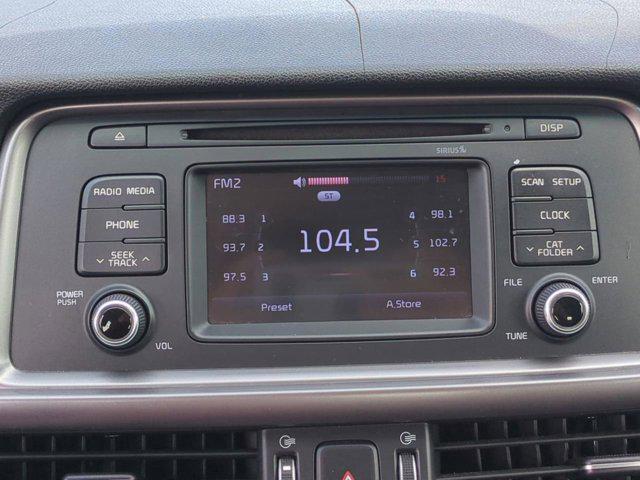 DISP
SIRIUS
RADIO MEDIA
PHONE
SEEK
TRACK
POWER
PUSH
VOL
FM2
15
ST
88.3 1
93.7 2
97.5 3
104.5
4 98.1
5 102.7
6 92.3
Preset
A.Store
SCAN SETUP
CLOCK
CAT
FOLDER
FILE
ENTER
TUNE